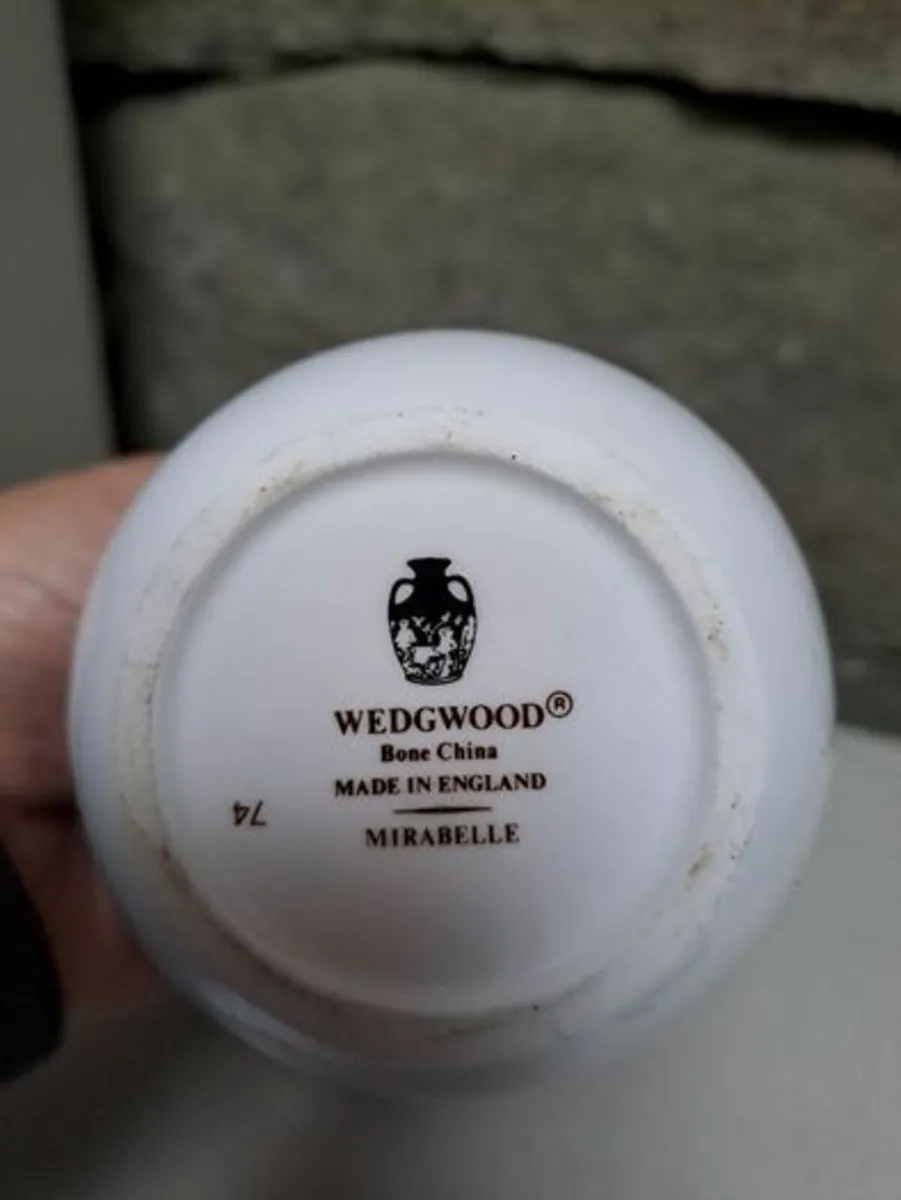 WEDGWOOD®
Bone China
MADE IN ENGLAND
MIRABELLE
74